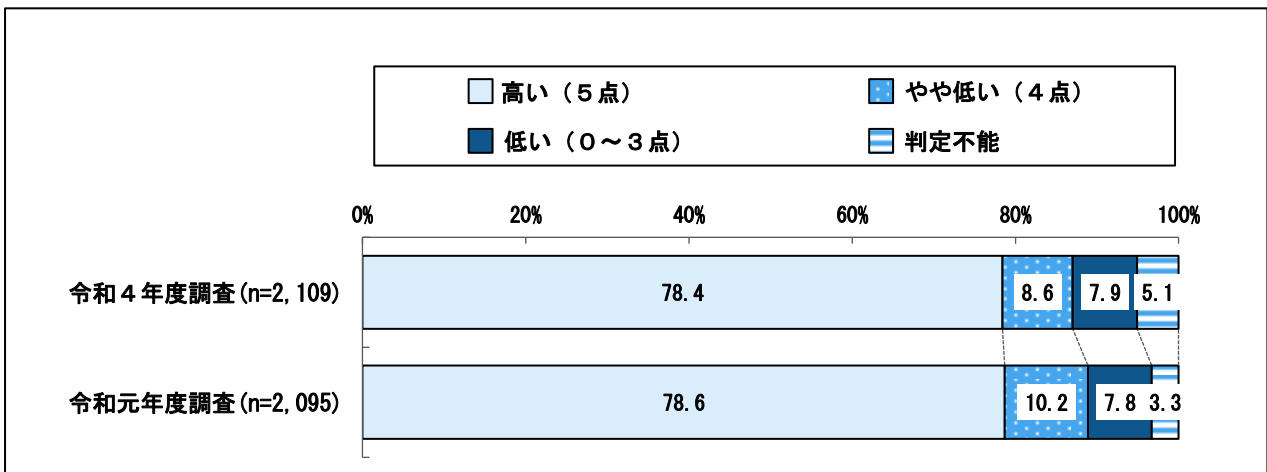 高い（５点）
やや低い（４点）
低い（０～３点）
判定不能
0% 20% 40% 60% 80% 100%
令和４年度調査(n=2,109) 78.4 8.6 7.9 5.1
令和元年度調査(n=2,095) 78.6 10.2 7.8 3.3